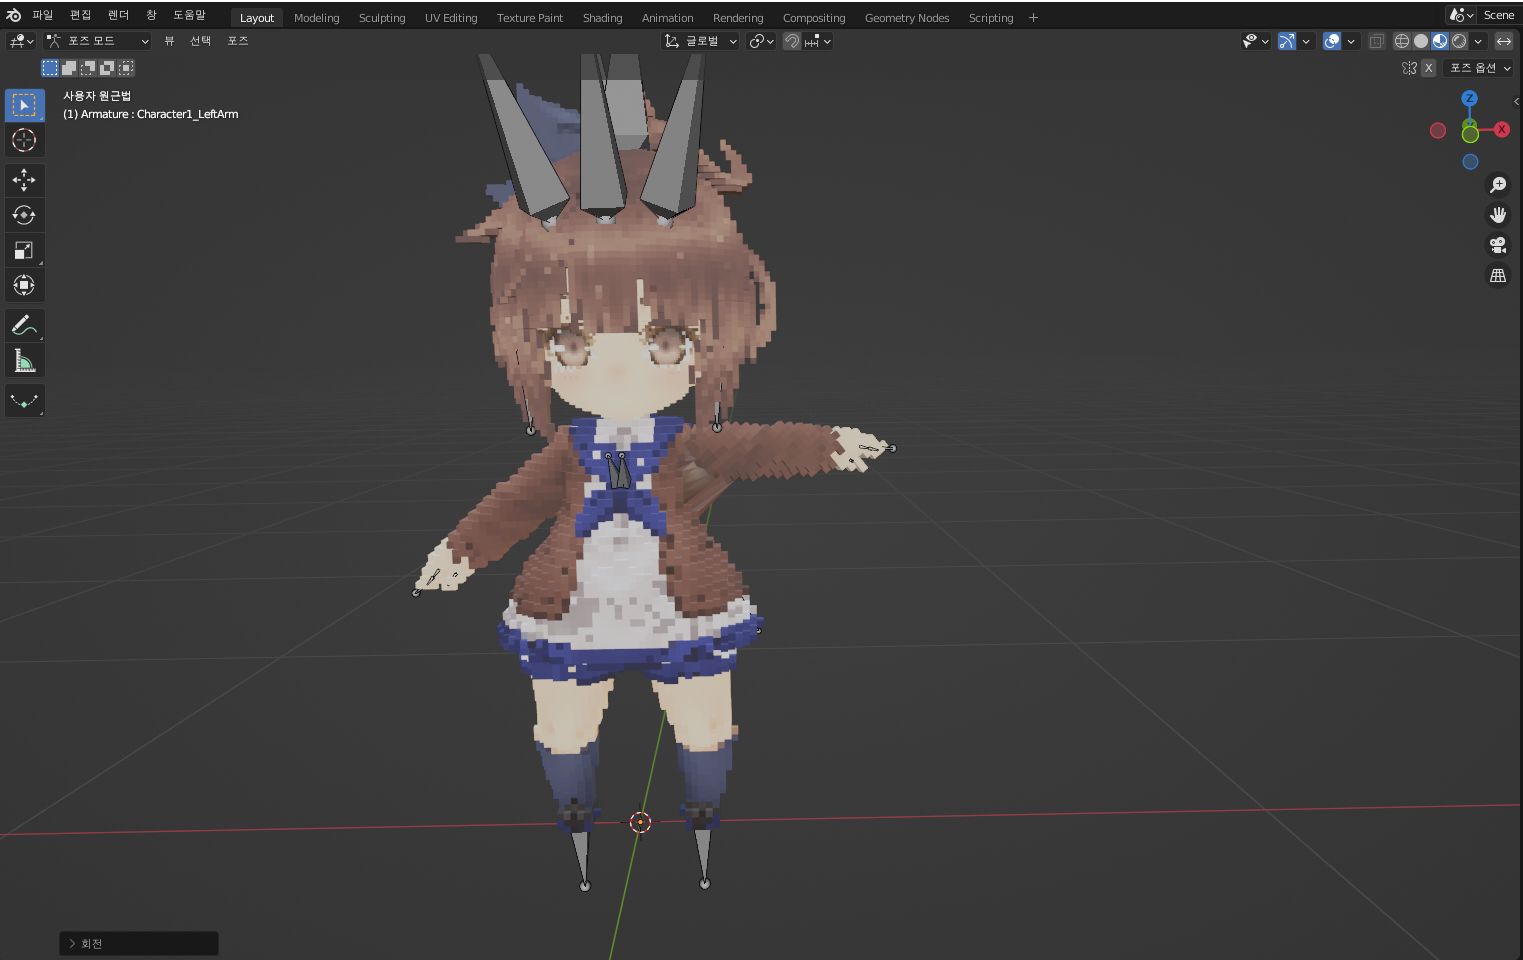 파일 편집 렌더 창 도움말 Layout Modeling Sculpting UV Editing Texture Paint Shading Animation Rendering Compositing Geometry Nodes Scripting + Scene
포즈 모드 뷰 선택 포즈 글로벌
X 포즈 옵션
사용자 원근법
(1) Armature : Character1_LeftArm
Z
X
회전